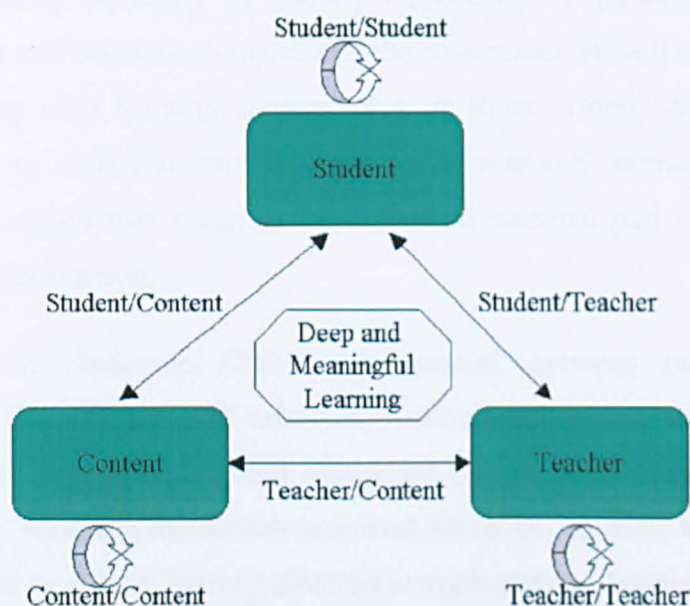 Student/Student
Student
Student/Content
Student/Teacher
Deep and
Meaningful
Learning
Content
Teacher
Teacher/Content
Content/Content
Teacher/Teacher